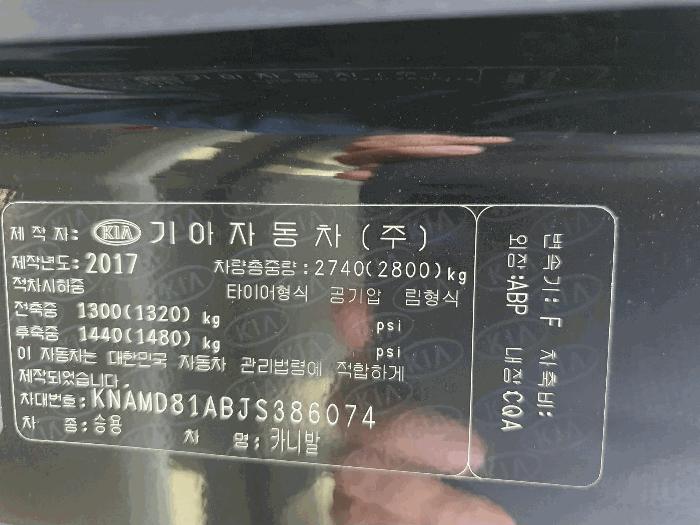 제 작 자: KIA 기 아 자 동 차 ( 주 )
제작년도: 2017 차량총중량: 2740(2800) kg
적차시하중 타이어형식 공기압 림형식
전축중 1300(1320) kg psi
후축중 1440(1480) kg psi
이 자동차는 대한민국 자동차 관리법령에 적합하게
제작되었습니다.
차대번호: KNAMD81ABJS386074
차 종: 승용 차 명: 카니발
변속기: F 차축비:
외장:ABP 내장CQA